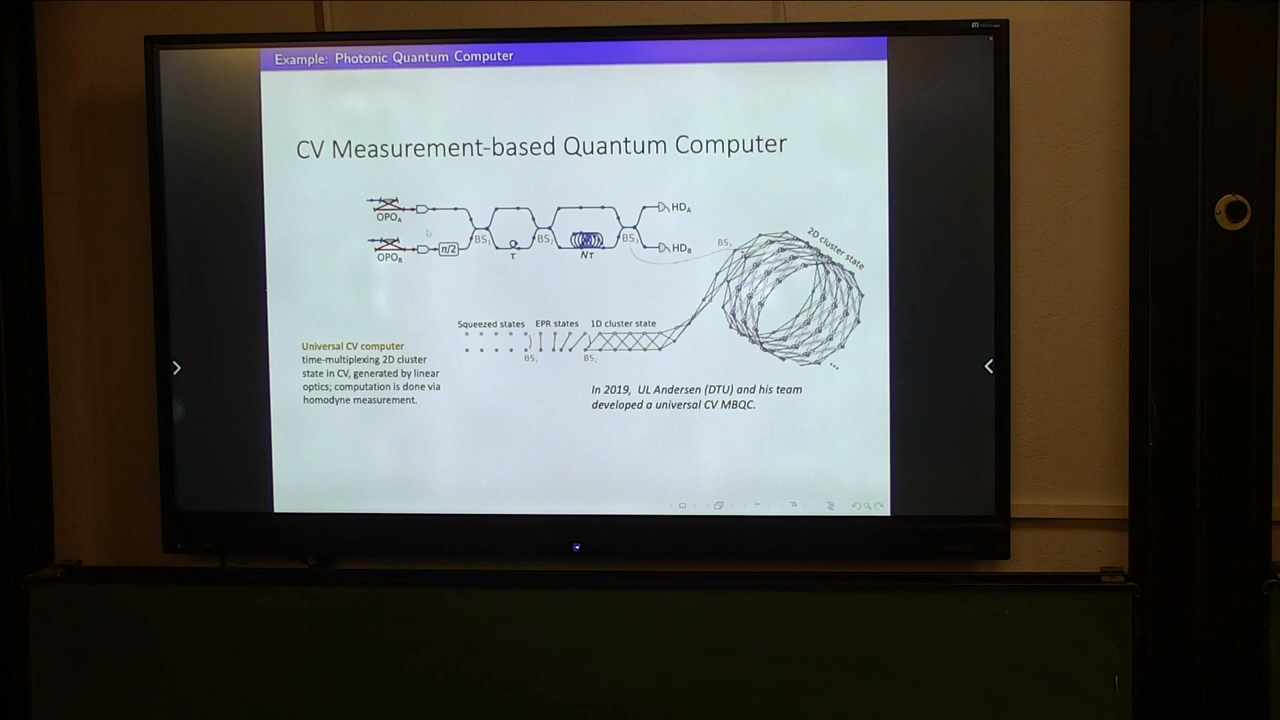 Example: Photonic Quantum Computer
CV Measurement-based Quantum Computer
OPOA
HDA
BS1
BS2
BS3
OPOB
π/2
τ
Nτ
HDB
BS3
2D cluster state
Squeezed states
EPR states
1D cluster state
BS1
BS2
...
Universal CV computer
time-multiplexing 2D cluster
state in CV, generated by linear
optics; computation is done via
homodyne measurement.
In 2019, UL Andersen (DTU) and his team
developed a universal CV MBQC.